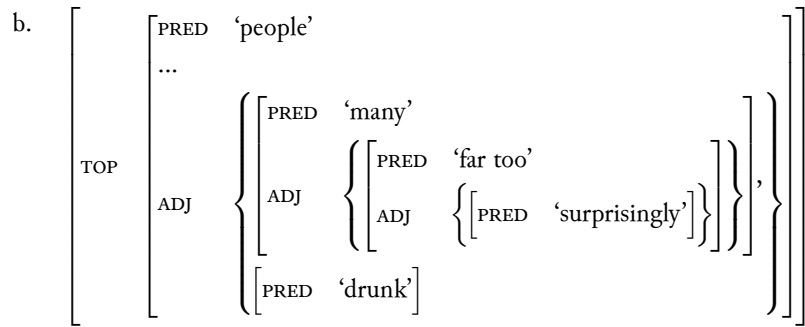 b.
PRED ‘people’
...
PRED ‘many’
PRED ‘far too’
TOP
ADJ
ADJ
ADJ { [ PRED ‘surprisingly’ ] }
,
[ PRED ‘drunk’ ]